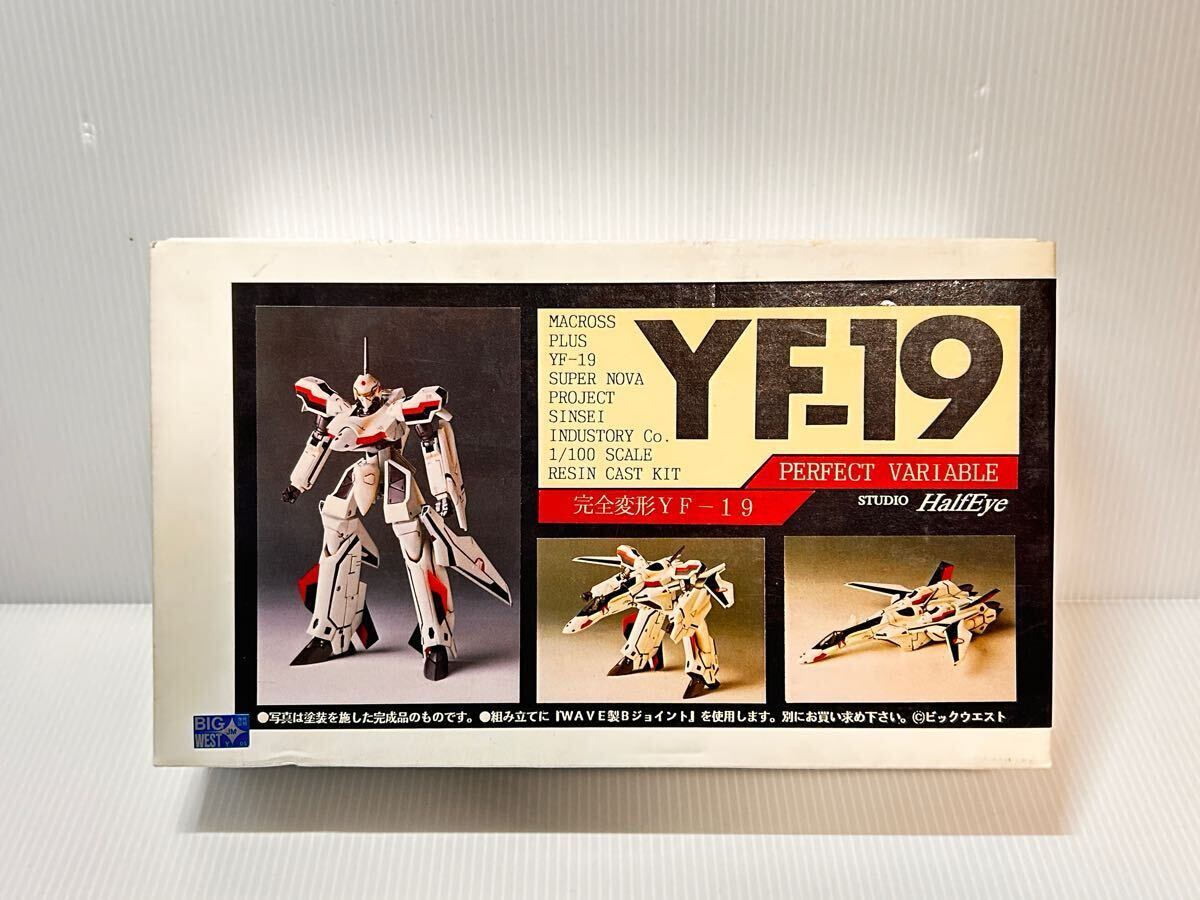 MACROSS
PLUS
YF-19
SUPER NOVA
PROJECT
SINSEI
INDUSTORY Co.
1/100 SCALE
RESIN CAST KIT
YF-19
PERFECT VARIABLE
完全変形YF-19
STUDIO HalfEye
●写真は塗装を施した完成品のものです。●組み立てに『WAVE製Bジョイント』を使用します。別にお買い求め下さい。©ビックウエスト
BIG
WEST
JM